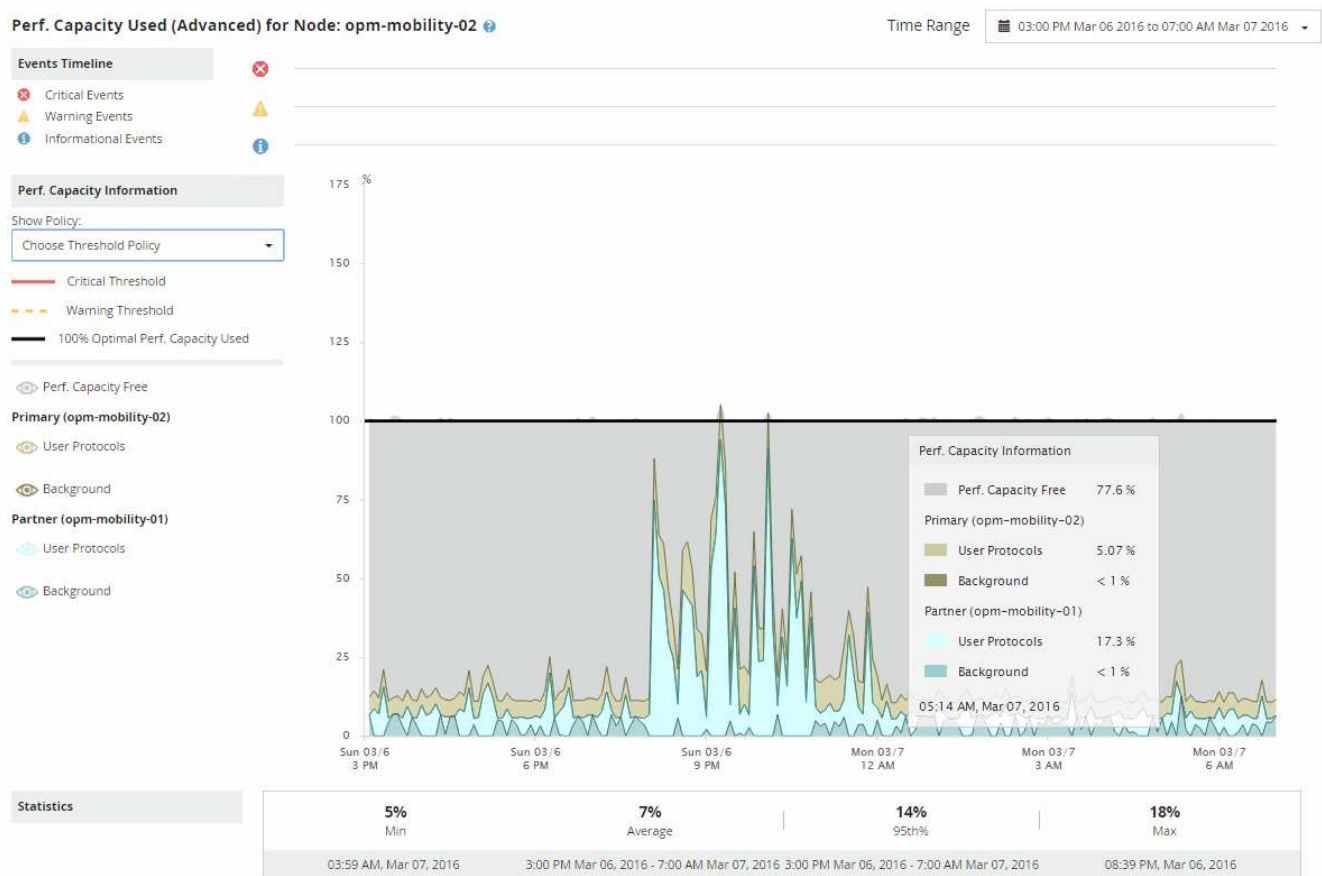 Perf. Capacity Used (Advanced) for Node: opm-mobility-02 ?
Time Range 03:00 PM Mar 06 2016 to 07:00 AM Mar 07 2016
Events Timeline
Critical Events
Warning Events
Informational Events
Perf. Capacity Information
Show Policy:
Choose Threshold Policy
Critical Threshold
Warning Threshold
100% Optimal Perf. Capacity Used
Perf. Capacity Free
Primary (opm-mobility-02)
User Protocols
Background
Partner (opm-mobility-01)
User Protocols
Background
175 %
150
125
100
75
50
25
0
Sun 03/6 Sun 03/6 Sun 03/6 Mon 03/7 Mon 03/7 Mon 03/7
3 PM 6 PM 9 PM 12 AM 3 AM 6 AM
Perf. Capacity Information
Perf. Capacity Free 77.6 %
Primary (opm-mobility-02)
User Protocols 5.07 %
Background < 1 %
Partner (opm-mobility-01)
User Protocols 17.3 %
Background < 1 %
05:14 AM, Mar 07, 2016
Statistics
5% 7% 14% 18%
Min Average 95th% Max
03:59 AM, Mar 07, 2016 3:00 PM Mar 06, 2016 - 7:00 AM Mar 07, 2016 3:00 PM Mar 06, 2016 - 7:00 AM Mar 07, 2016 08:39 PM, Mar 06, 2016